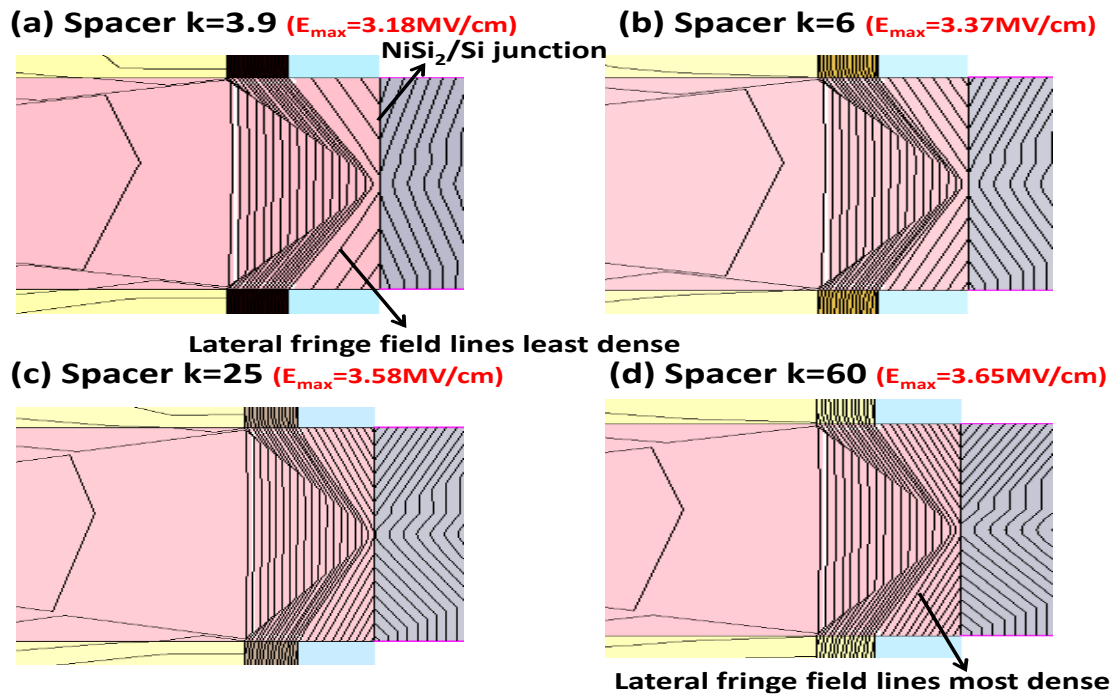 (a) Spacer k=3.9 (Emax=3.18MV/cm)
(b) Spacer k=6 (Emax=3.37MV/cm)
NiSi₂/Si junction
Lateral fringe field lines least dense
(c) Spacer k=25 (Emax=3.58MV/cm)
(d) Spacer k=60 (Emax=3.65MV/cm)
Lateral fringe field lines most dense